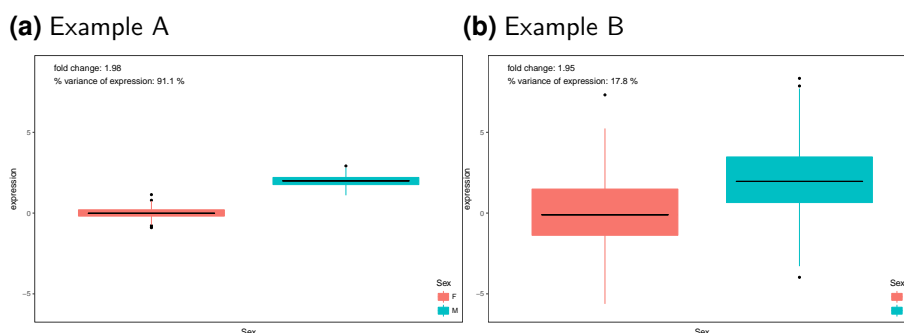 (a) Example A
(b) Example B
fold change: 1.98
% variance of expression: 91.1 %
expression
5
0
−5
Sex
F
M
Sex
fold change: 1.95
% variance of expression: 17.8 %
expression
5
0
−5
Sex
Sex